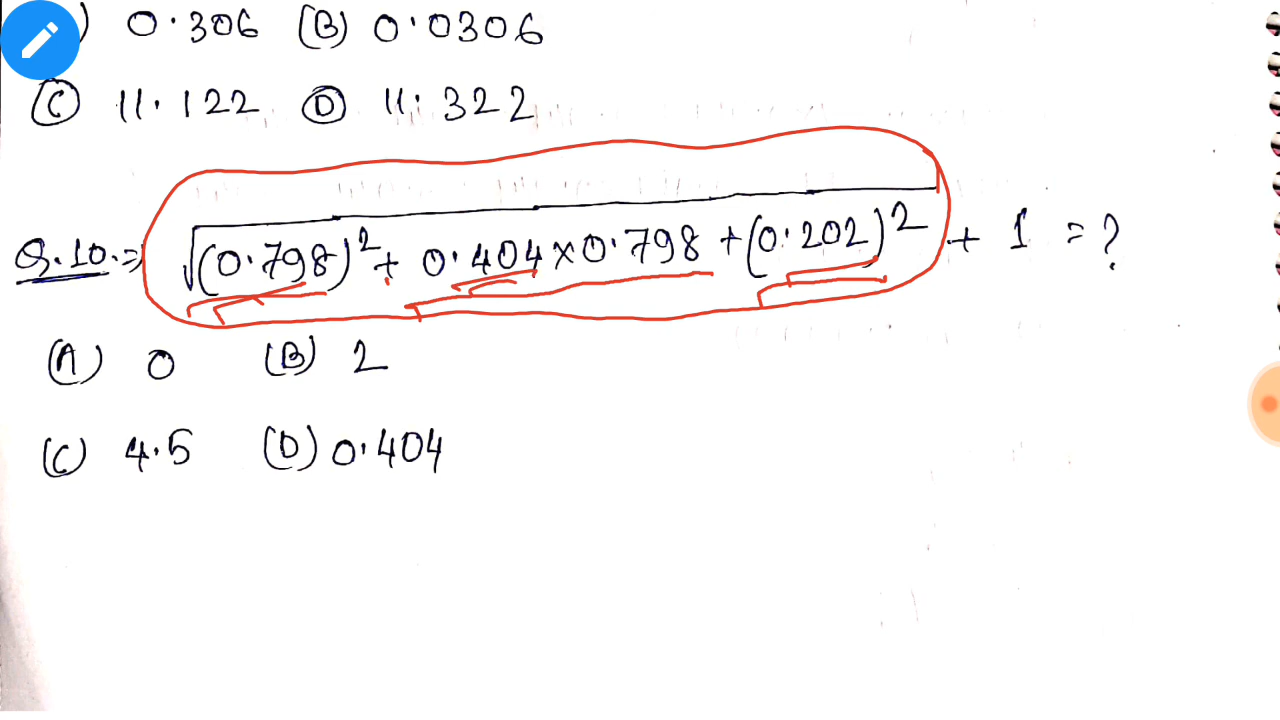 ) 0.306 (B) 0.0306
(C) 11.122 (D) 11.322
Q.10.⇒ √(0.798)² + 0.404×0.798 + (0.202)² + 1 = ?
(A) 0 (B) 2
(C) 4.5 (D) 0.404